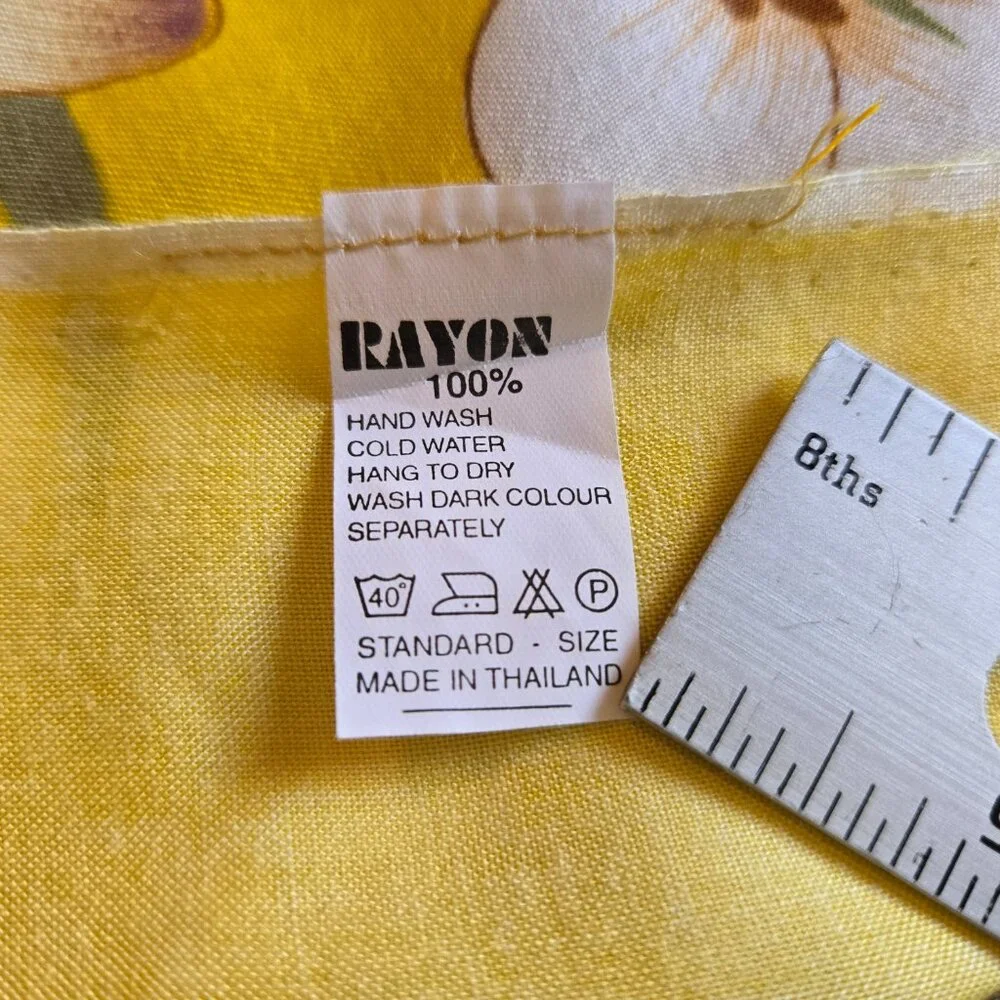 RAYON
100%
HAND WASH
COLD WATER
HANG TO DRY
WASH DARK COLOUR
SEPARATELY
40° P
STANDARD - SIZE
MADE IN THAILAND
8ths